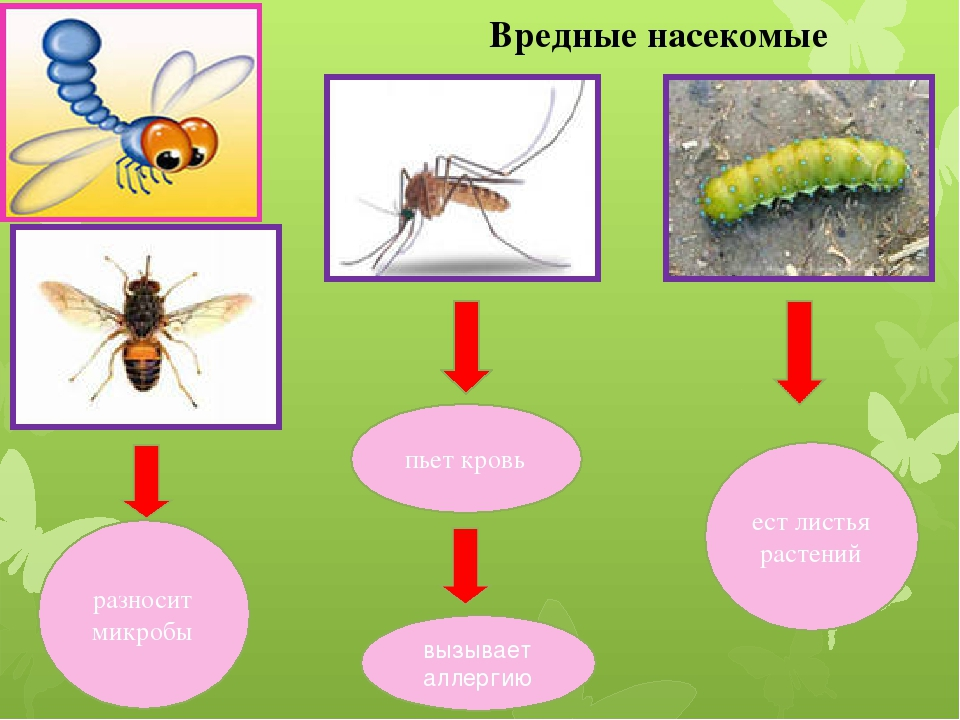 Вредные насекомые
пьет кровь
ест листья
растений
разносит
микробы
вызывает
аллергию